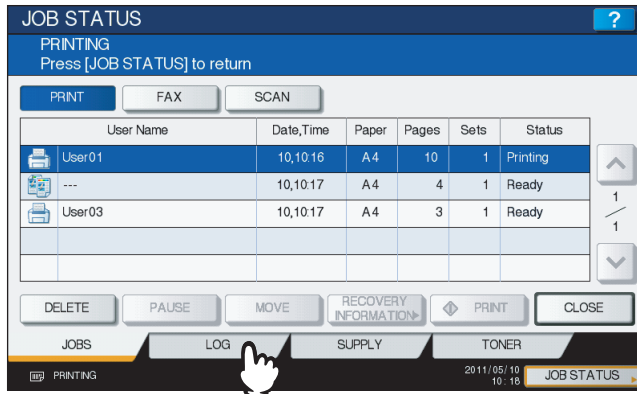 JOB STATUS
?
PRINTING
Press [JOB STATUS] to return
PRINT FAX SCAN
User Name Date,Time Paper Pages Sets Status
User01 10,10:16 A4 10 1 Printing
--- 10,10:17 A4 4 1 Ready
User03 10,10:17 A4 3 1 Ready
1
1
DELETE PAUSE MOVE RECOVERY INFORMATION PRINT CLOSE
JOBS LOG SUPPLY TONER
PRINTING 2011/05/10
10:18 JOB STATUS